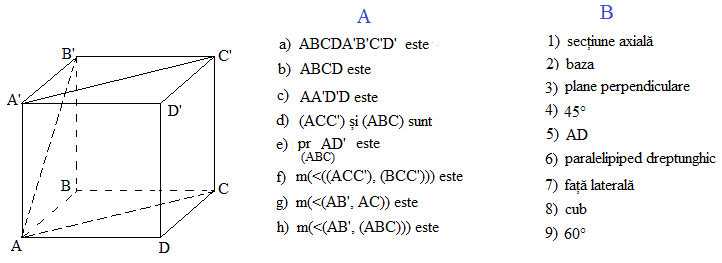 A
B
B'
C'
A'
D'
B
C
A
D
a) ABCDA'B'C'D' este
b) ABCD este
c) AA'D'D este
d) (ACC') și (ABC) sunt
e) pr AD' este
(ABC)
f) m(<((ACC'), (BCC'))) este
g) m(<(AB', AC)) este
h) m(<(AB', (ABC))) este
1) secțiune axială
2) baza
3) plane perpendiculare
4) 45°
5) AD
6) paralelipiped dreptunghic
7) față laterală
8) cub
9) 60°